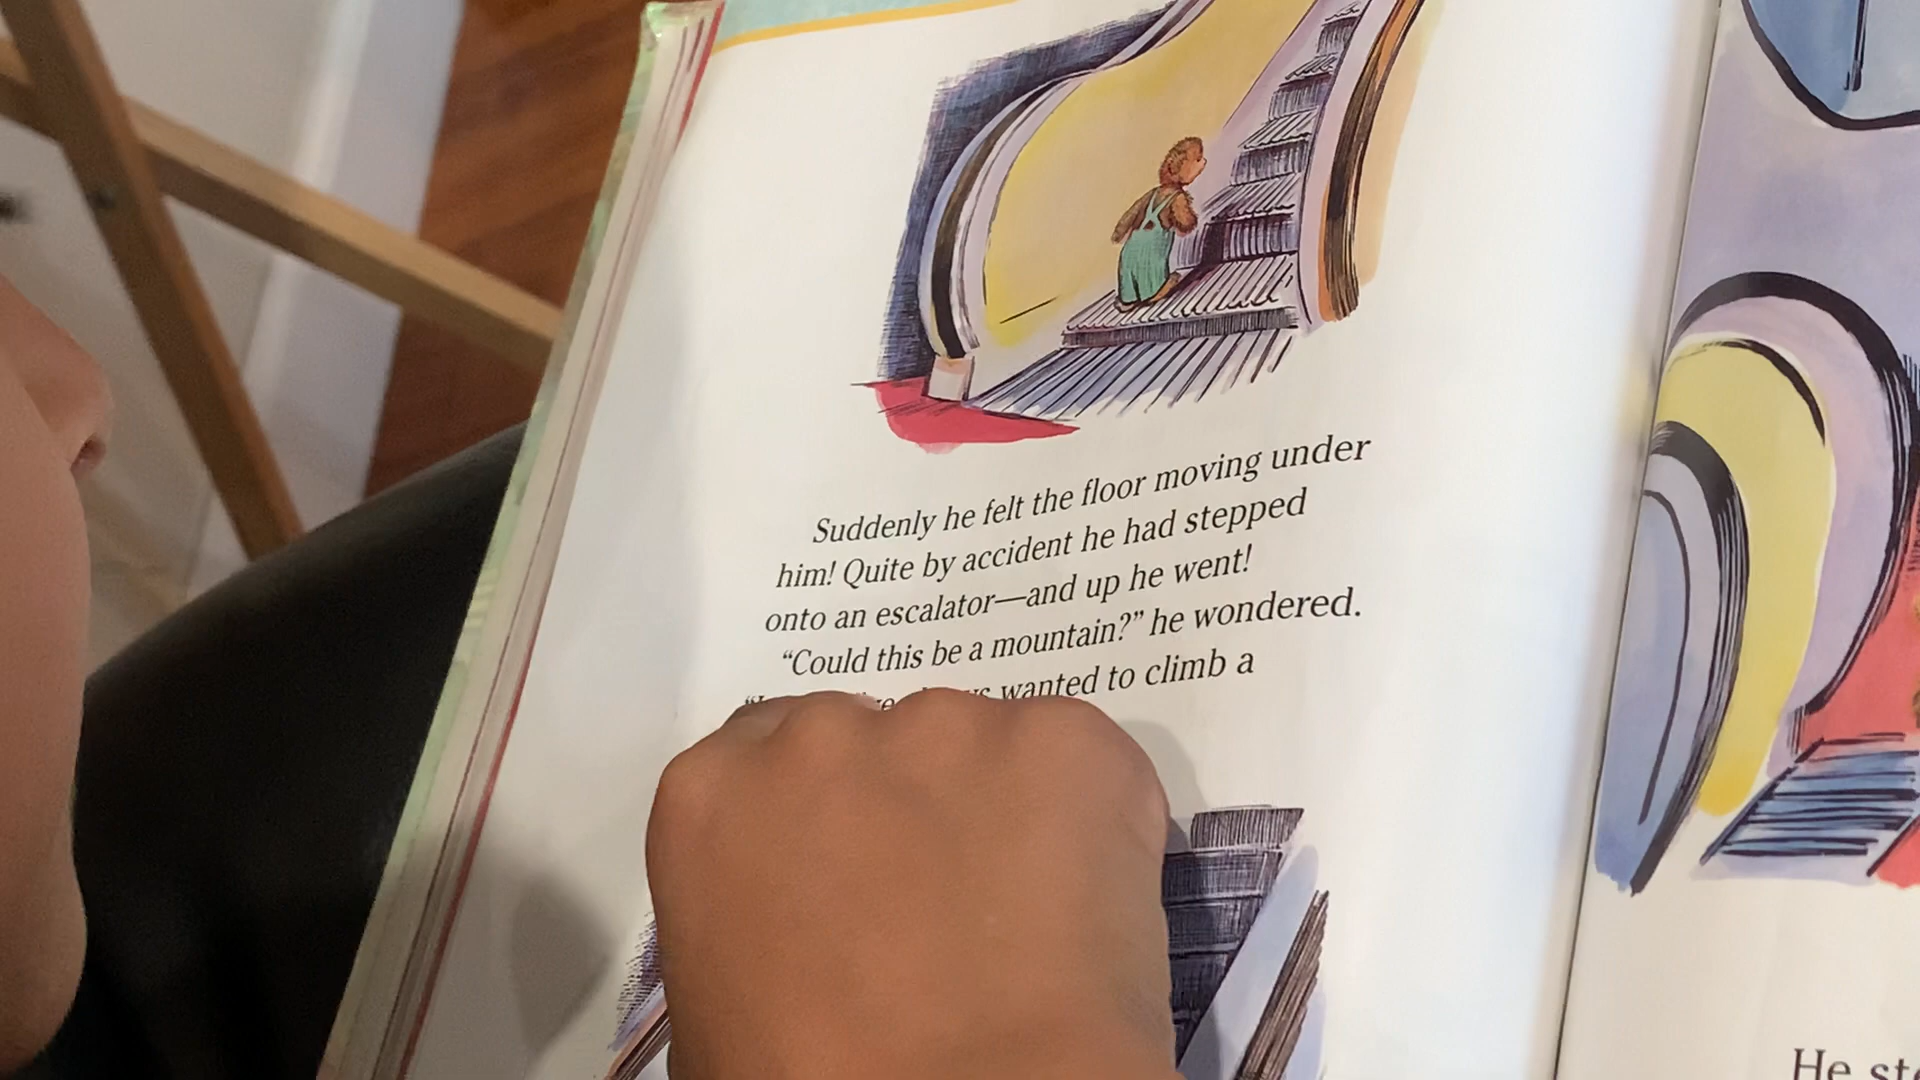 Suddenly he felt the floor moving under
him! Quite by accident he had stepped
onto an escalator—and up he went!
“Could this be a mountain?” he wondered.
wanted to climb a
He